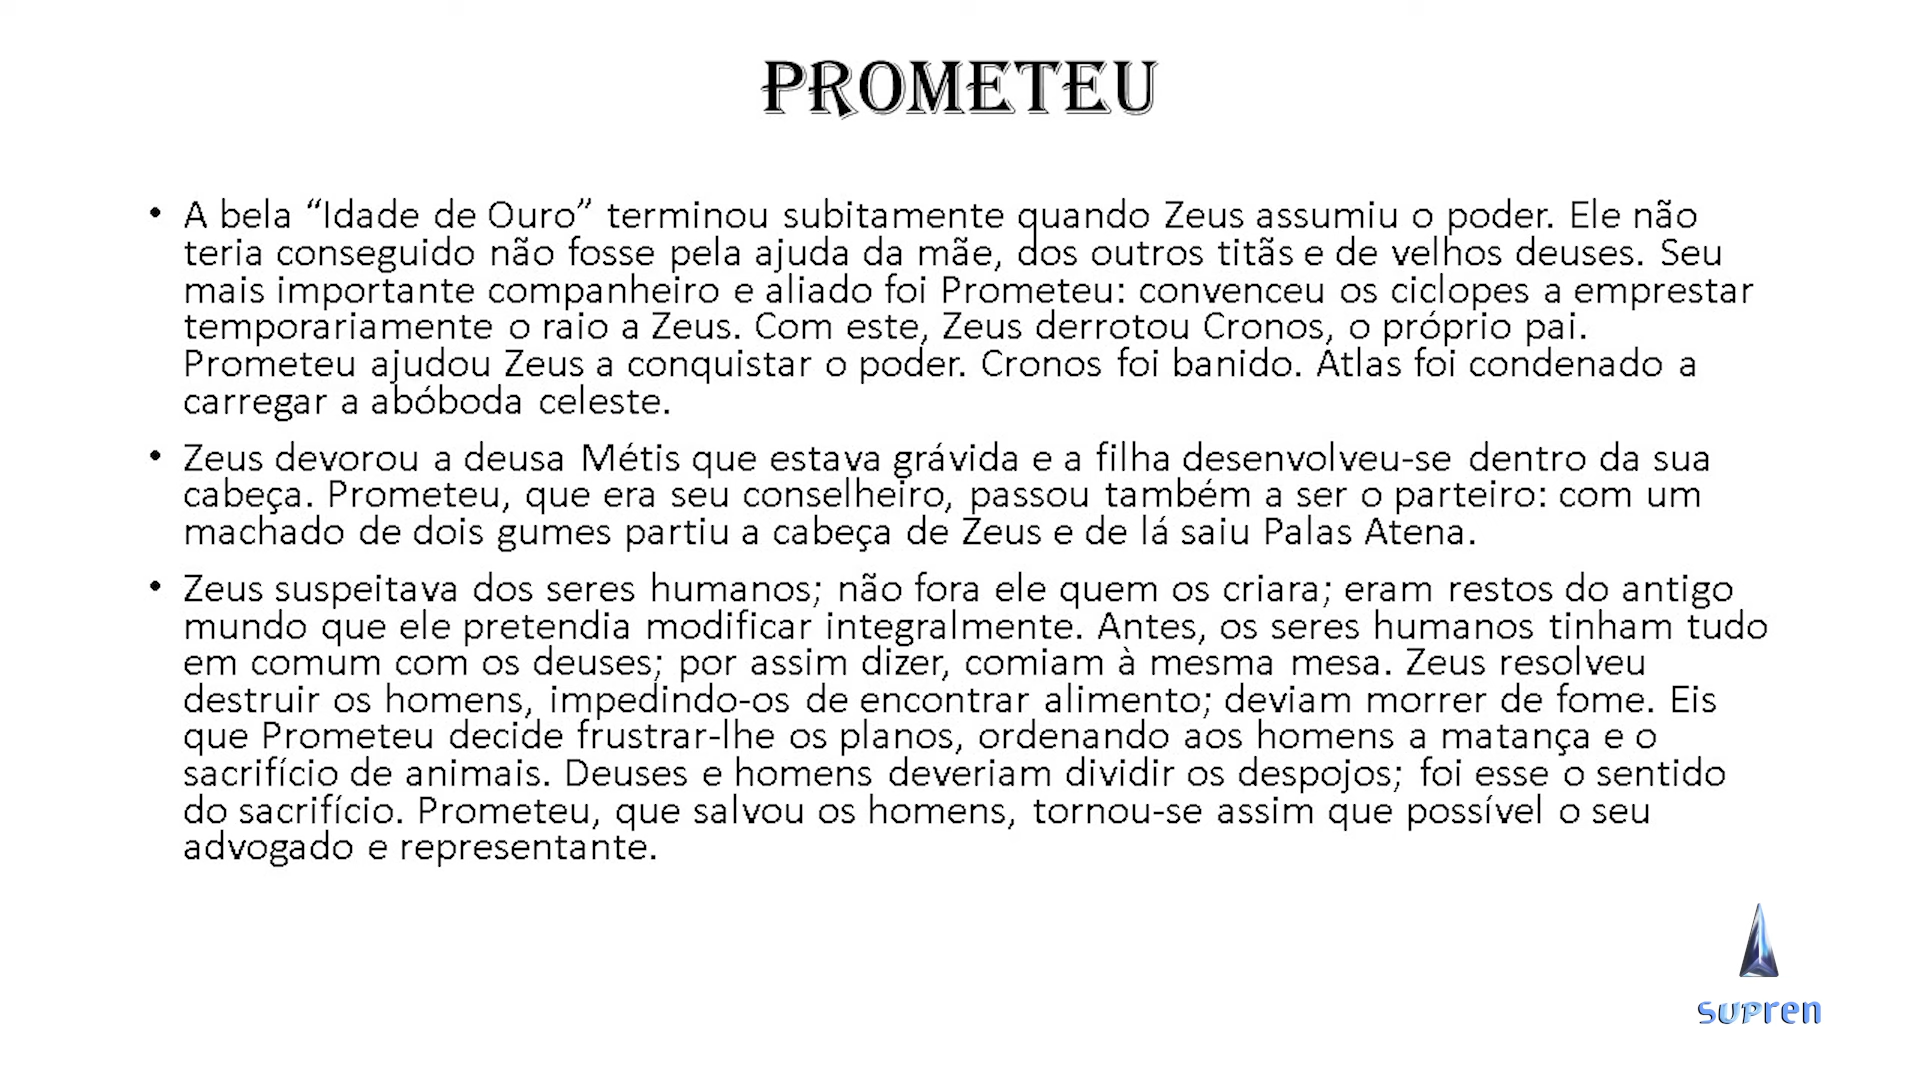 PROMETEU
• A bela “Idade de Ouro” terminou subitamente quando Zeus assumiu o poder. Ele não
teria conseguido não fosse pela ajuda da mãe, dos outros titãs e de velhos deuses. Seu
mais importante companheiro e aliado foi Prometeu: convenceu os ciclopes a emprestar
temporariamente o raio a Zeus. Com este, Zeus derrotou Cronos, o próprio pai.
Prometeu ajudou Zeus a conquistar o poder. Cronos foi banido. Atlas foi condenado a
carregar a abóboda celeste.
• Zeus devorou a deusa Métis que estava grávida e a filha desenvolveu-se dentro da sua
cabeça. Prometeu, que era seu conselheiro, passou também a ser o parteiro: com um
machado de dois gumes partiu a cabeça de Zeus e de lá saiu Palas Atena.
• Zeus suspeitava dos seres humanos; não fora ele quem os criara; eram restos do antigo
mundo que ele pretendia modificar integralmente. Antes, os seres humanos tinham tudo
em comum com os deuses; por assim dizer, comiam à mesma mesa. Zeus resolveu
destruir os homens, impedindo-os de encontrar alimento; deviam morrer de fome. Eis
que Prometeu decide frustrar-lhe os planos, ordenando aos homens a matança e o
sacrifício de animais. Deuses e homens deveriam dividir os despojos; foi esse o sentido
do sacrifício. Prometeu, que salvou os homens, tornou-se assim que possível o seu
advogado e representante.
supren